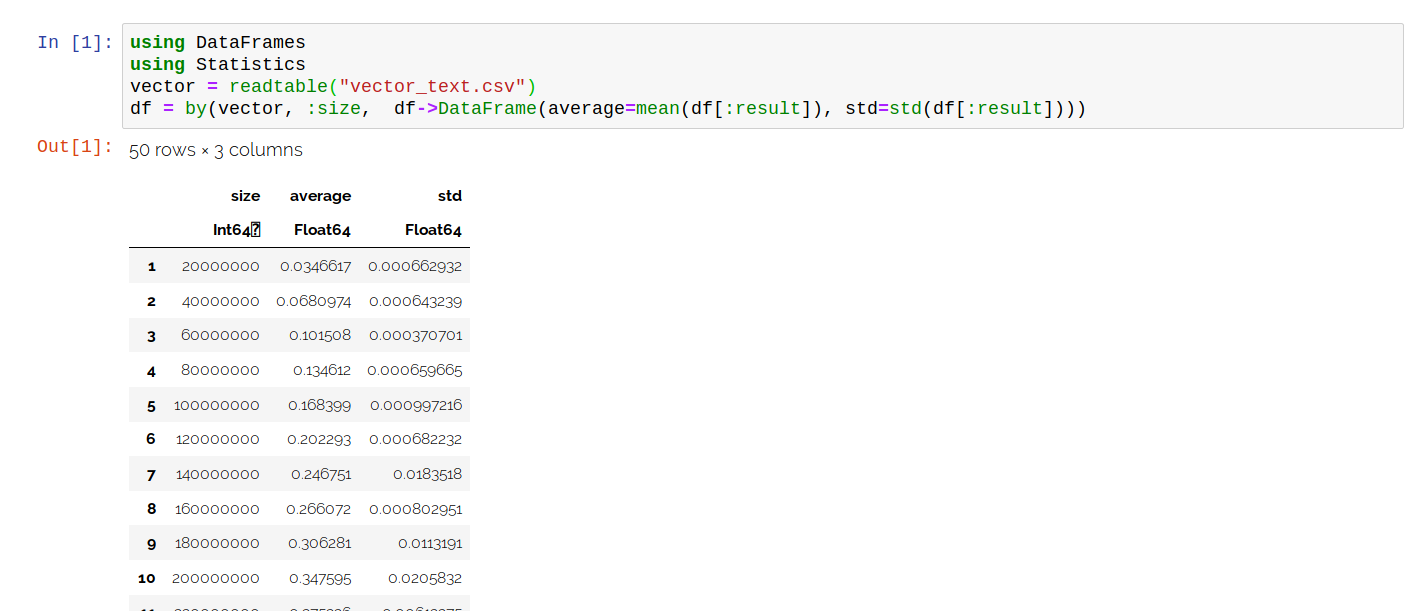 In [1]:
using DataFrames
using Statistics
vector = readtable("vector_text.csv")
df = by(vector, :size,  df->DataFrame(average=mean(df[:result]), std=std(df[:result])))
Out[1]:
50 rows × 3 columns
size average std
Int64 Float64 Float64
1 20000000 0.0346617 0.000662932
2 40000000 0.0680974 0.000643239
3 60000000 0.101508 0.000370701
4 80000000 0.134612 0.000659665
5 100000000 0.168399 0.000997216
6 120000000 0.202293 0.000682232
7 140000000 0.246751 0.0183518
8 160000000 0.266072 0.000802951
9 180000000 0.306281 0.0113191
10 200000000 0.347595 0.0205832